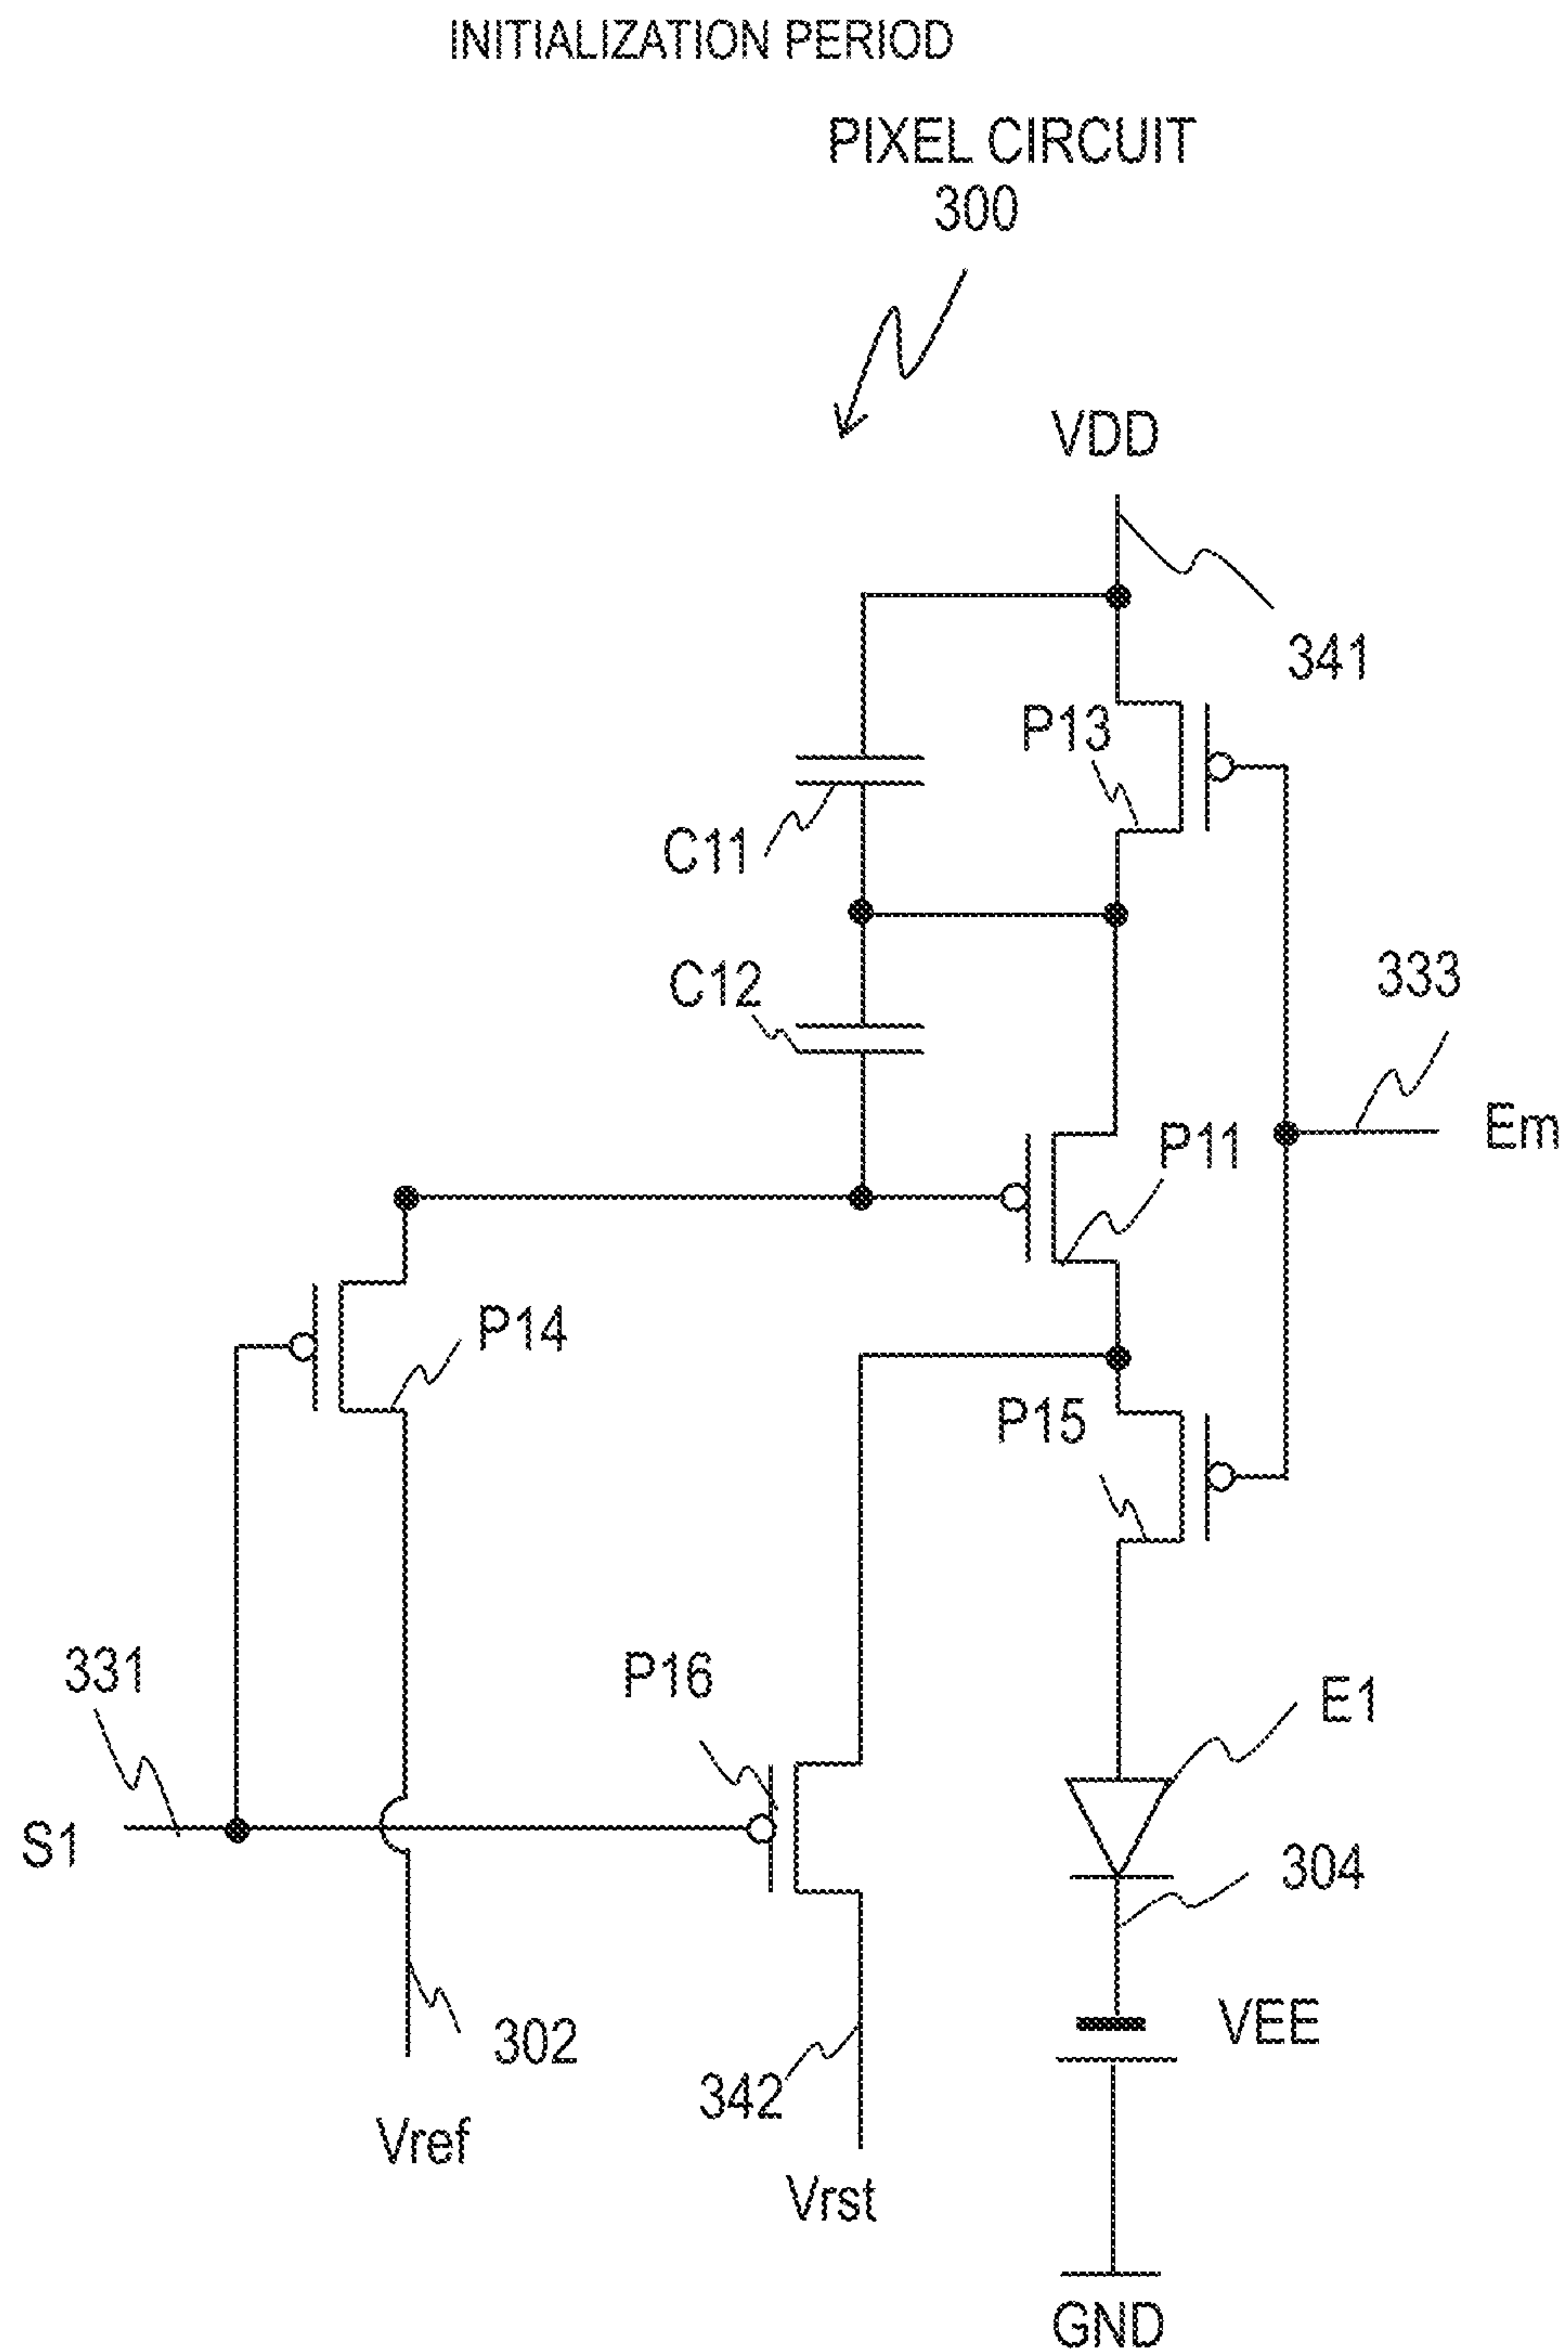 INITIALIZATION PERIOD
PIXEL CIRCUIT
300
VDD
341
P13
C11
C12
333
Em
P11
P14
P15
331
P16
E1
S1
304
302
VEE
342
Vref
Vrst
GND